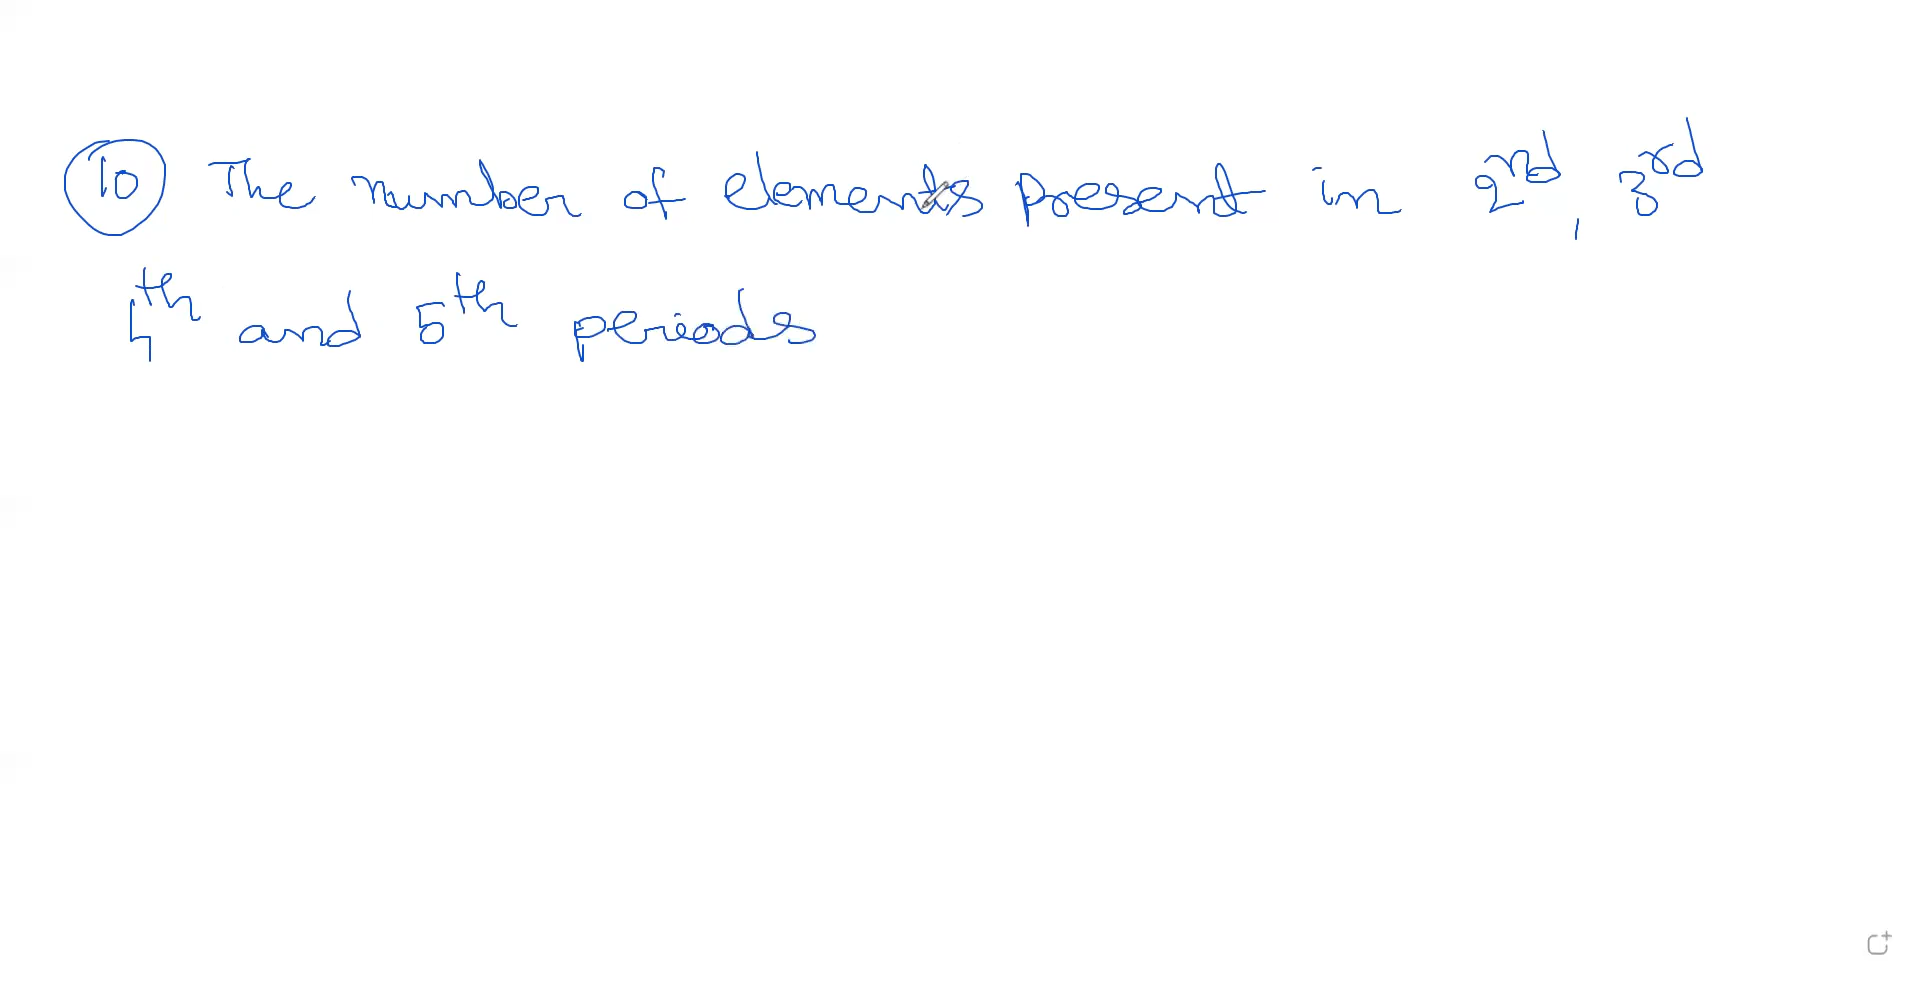 10 The number of elements present in 2nd, 3rd
4th and 5th periods